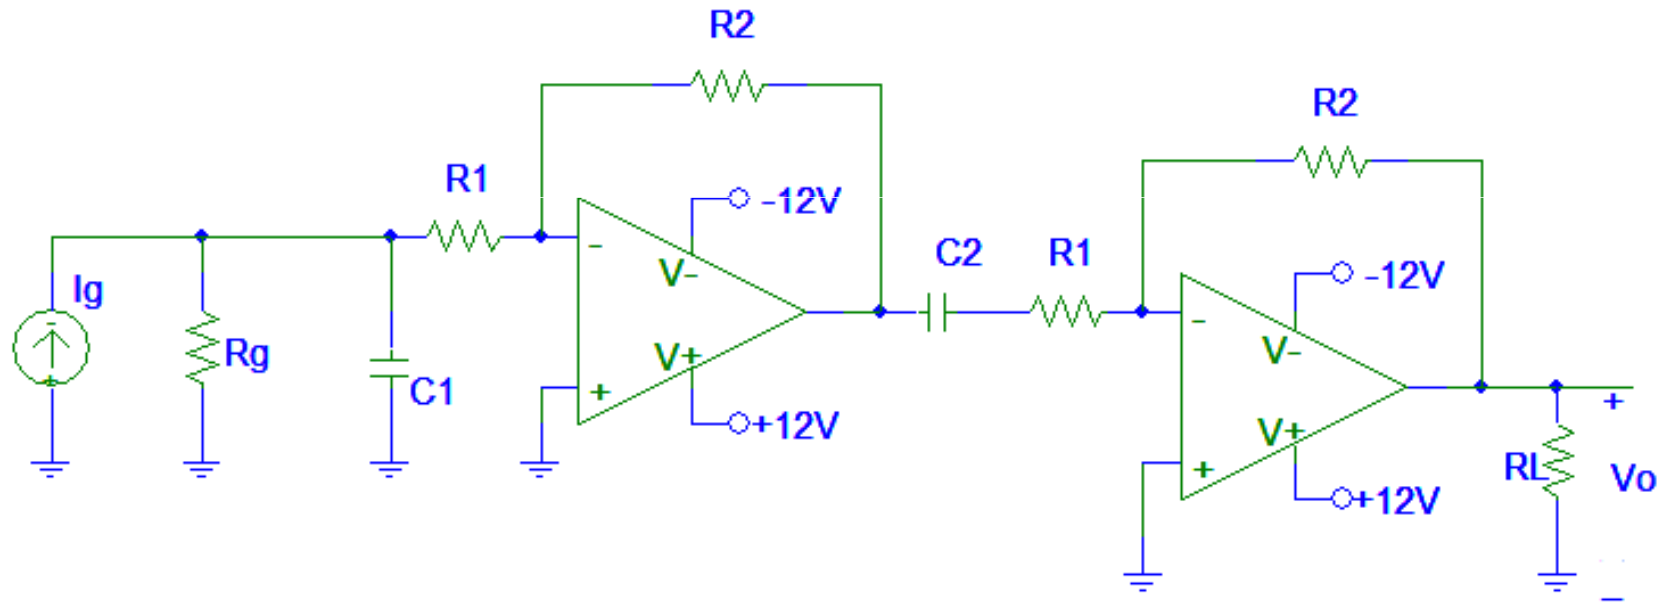 R2
R2
R1
-12V
-
V-
Ig
-
+
Rg
C1
V+
+
+12V
C2
R1
-12V
-
V-
V+
+
+12V
+
RL
Vo
-